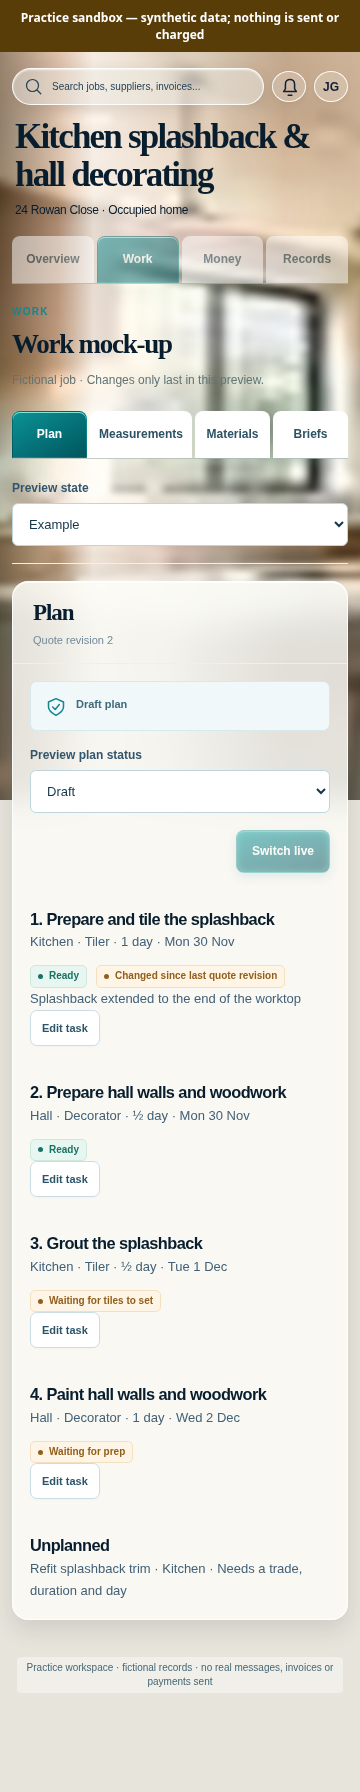 Practice sandbox — synthetic data; nothing is sent or
charged
Search jobs, suppliers, invoices...
JG
Kitchen splashback &
hall decorating
24 Rowan Close · Occupied home
Overview
Work
Money
Records
WORK
Work mock-up
Fictional job · Changes only last in this preview.
Plan
Measurements
Materials
Briefs
Preview state
Example
Plan
Quote revision 2
Draft plan
Preview plan status
Draft
Switch live
1. Prepare and tile the splashback
Kitchen · Tiler · 1 day · Mon 30 Nov
Ready
Changed since last quote revision
Splashback extended to the end of the worktop
Edit task
2. Prepare hall walls and woodwork
Hall · Decorator · ½ day · Mon 30 Nov
Ready
Edit task
3. Grout the splashback
Kitchen · Tiler · ½ day · Tue 1 Dec
Waiting for tiles to set
Edit task
4. Paint hall walls and woodwork
Hall · Decorator · 1 day · Wed 2 Dec
Waiting for prep
Edit task
Unplanned
Refit splashback trim · Kitchen · Needs a trade,
duration and day
Practice workspace · fictional records · no real messages, invoices or
payments sent